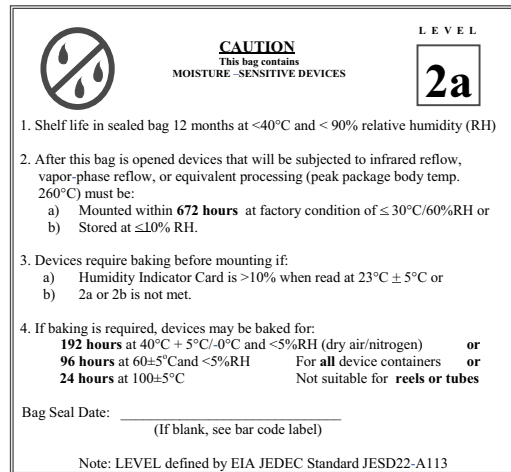 LEVEL
CAUTION
This bag contains
MOISTURE –SENSITIVE DEVICES
2a
1. Shelf life in sealed bag 12 months at <40°C and < 90% relative humidity (RH)
2. After this bag is opened devices that will be subjected to infrared reflow,
vapor-phase reflow, or equivalent processing (peak package body temp.
260°C) must be:
a) Mounted within 672 hours at factory condition of ≤ 30°C/60%RH or
b) Stored at ≤10% RH.
3. Devices require baking before mounting if:
a) Humidity Indicator Card is >10% when read at 23°C ± 5°C or
b) 2a or 2b is not met.
4. If baking is required, devices may be baked for:
192 hours at 40°C + 5°C/-0°C and <5%RH (dry air/nitrogen) or
96 hours at 60±5°Cand <5%RH For all device containers or
24 hours at 100±5°C Not suitable for reels or tubes
Bag Seal Date: ______________________________
(If blank, see bar code label)
Note: LEVEL defined by EIA JEDEC Standard JESD22-A113